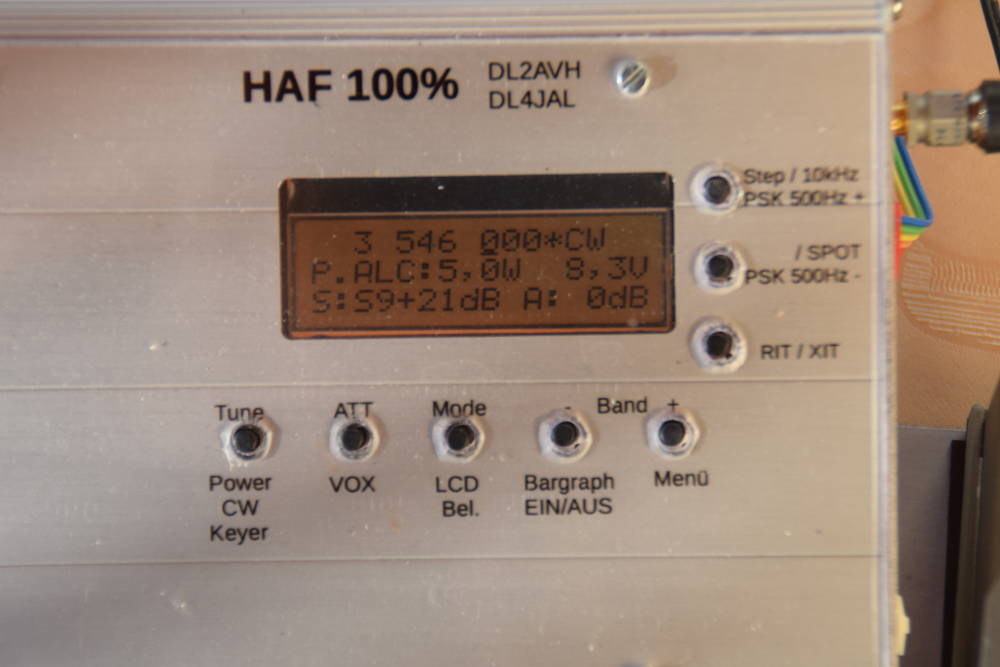 HAF 100%
DL2AVH
DL4JAL
3 546 000*CW
P.ALC:5,0W 8,3V
S:S9+21dB A: 0dB
Step / 10kHz
PSK 500Hz +
/ SPOT
PSK 500Hz -
RIT / XIT
Tune ATT Mode - Band +
Power VOX LCD Bargraph Menü
CW Bel. EIN/AUS
Keyer